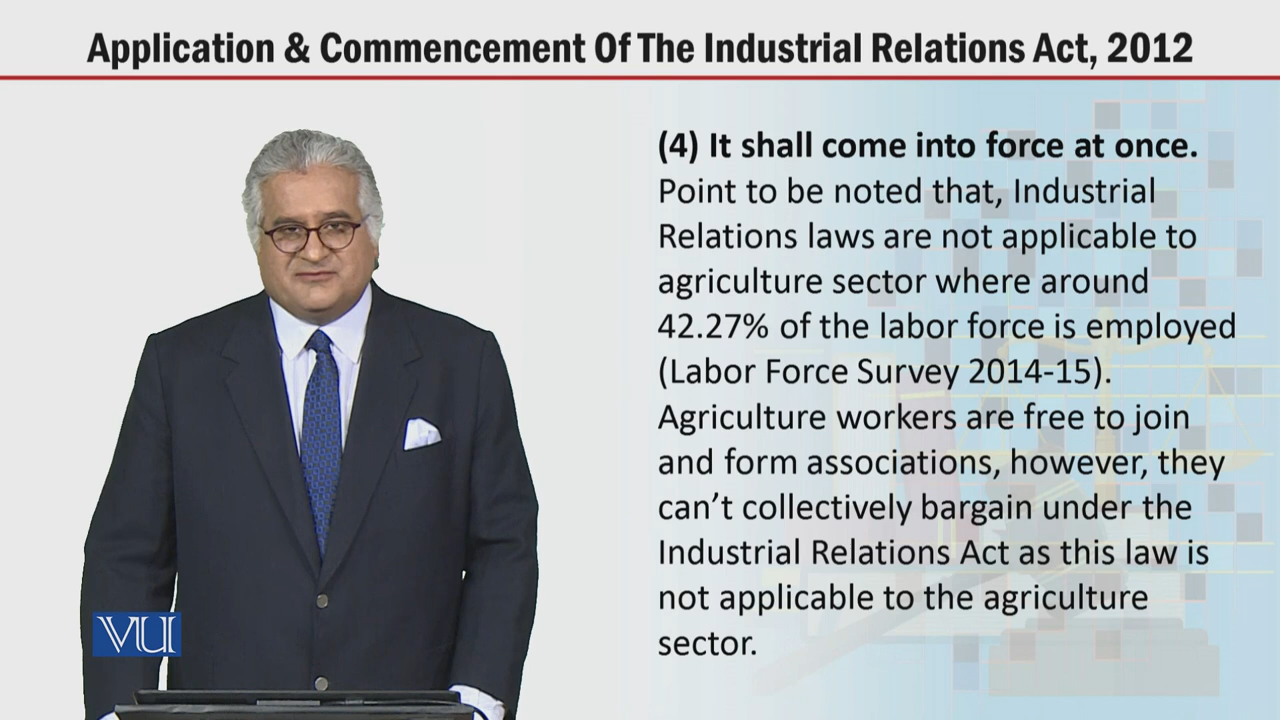 Application & Commencement Of The Industrial Relations Act, 2012
(4) It shall come into force at once.
Point to be noted that, Industrial
Relations laws are not applicable to
agriculture sector where around
42.27% of the labor force is employed
(Labor Force Survey 2014-15).
Agriculture workers are free to join
and form associations, however, they
can't collectively bargain under the
Industrial Relations Act as this law is
not applicable to the agriculture
sector.
VU